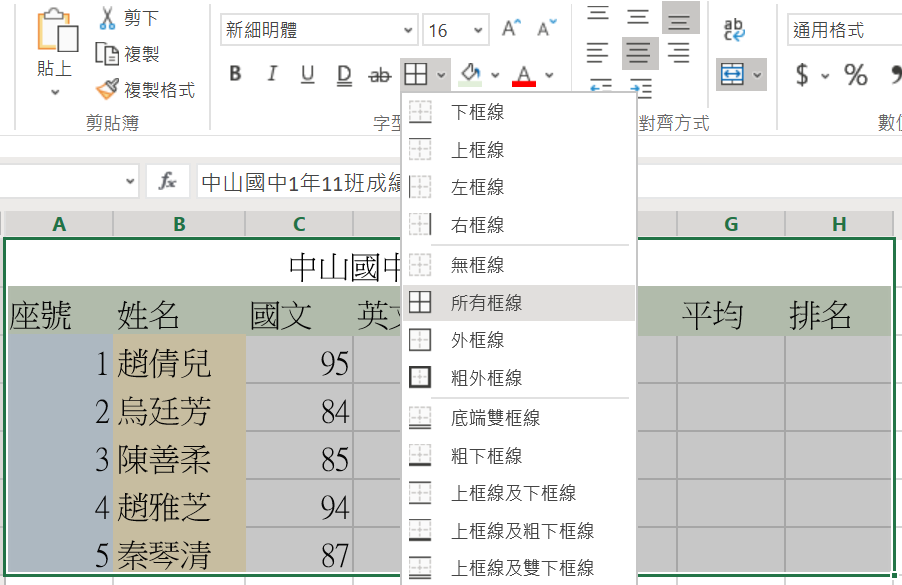 剪下
複製
貼上
複製格式
剪貼簿
新細明體
16
A A
B I U D ab A
字型
ab
c
對齊方式
通用格式
$ % ,
數值
fx
中山國中1年11班成績
下框線
上框線
左框線
右框線
無框線
所有框線
外框線
粗外框線
底端雙框線
粗下框線
上框線及下框線
上框線及粗下框線
上框線及雙下框線
A B C G H
中山國中
座號 姓名 國文 英文 平均 排名
1 趙倩兒 95
2 烏廷芳 84
3 陳善柔 85
4 趙雅芝 94
5 秦琴清 87